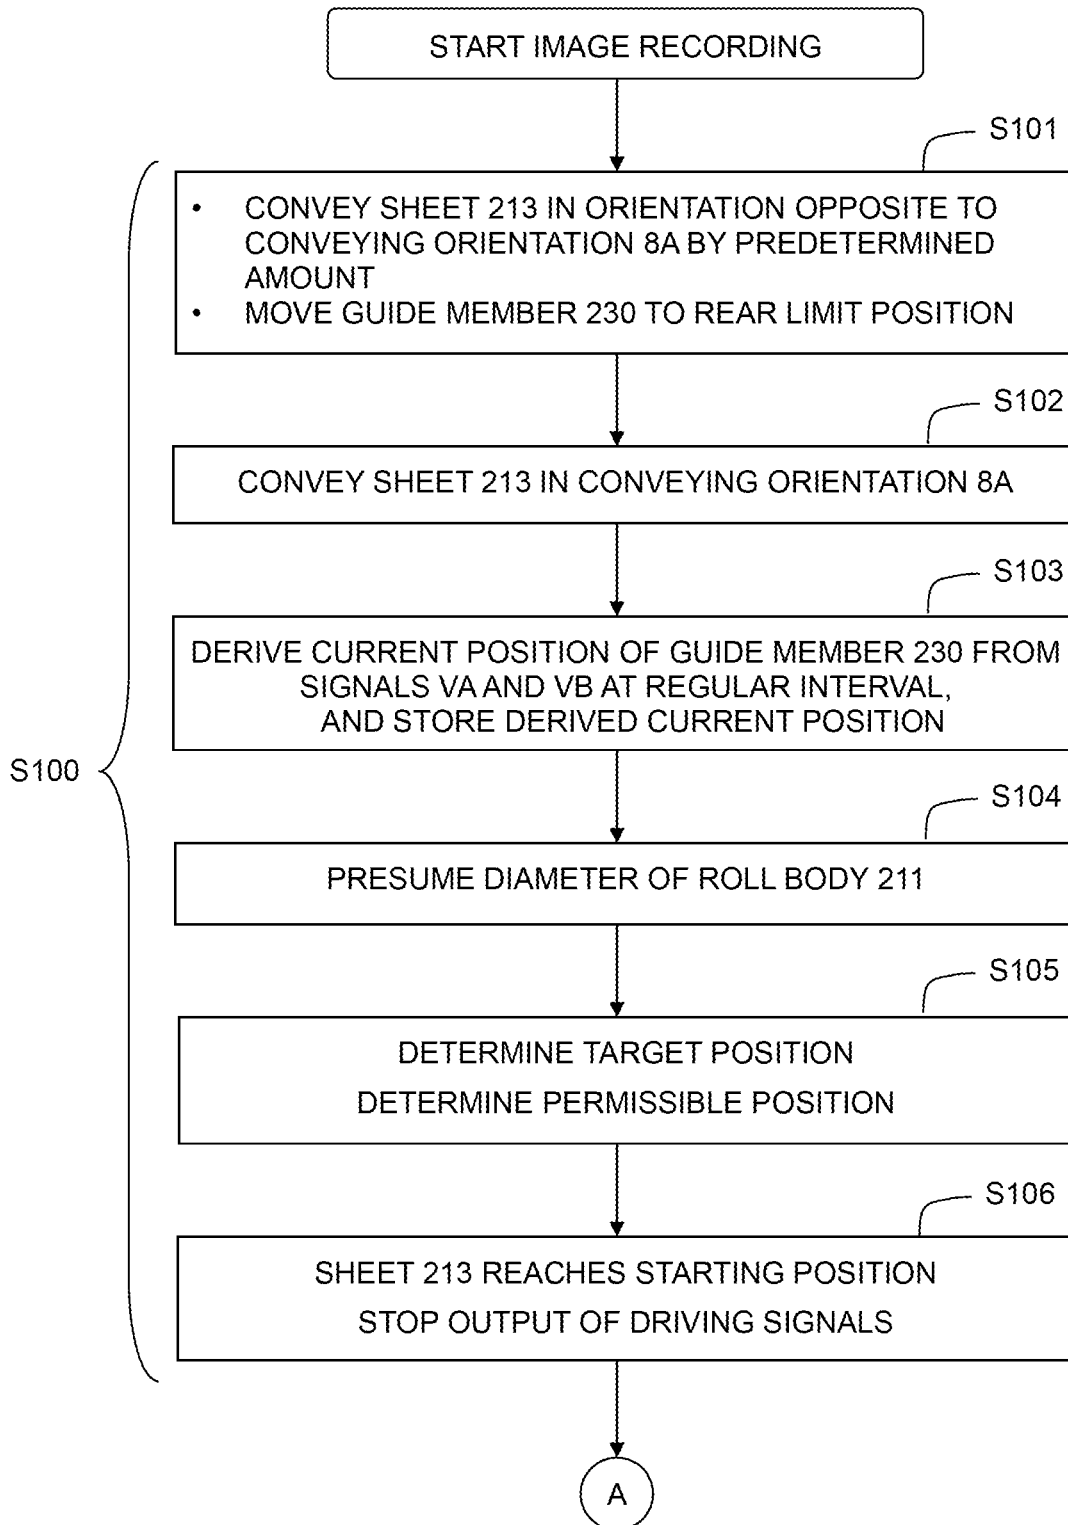 START IMAGE RECORDING
S101
• CONVEY SHEET 213 IN ORIENTATION OPPOSITE TO
CONVEYING ORIENTATION 8A BY PREDETERMINED
AMOUNT
• MOVE GUIDE MEMBER 230 TO REAR LIMIT POSITION
S102
CONVEY SHEET 213 IN CONVEYING ORIENTATION 8A
S103
DERIVE CURRENT POSITION OF GUIDE MEMBER 230 FROM
SIGNALS VA AND VB AT REGULAR INTERVAL,
AND STORE DERIVED CURRENT POSITION
S100
S104
PRESUME DIAMETER OF ROLL BODY 211
S105
DETERMINE TARGET POSITION
DETERMINE PERMISSIBLE POSITION
S106
SHEET 213 REACHES STARTING POSITION
STOP OUTPUT OF DRIVING SIGNALS
A